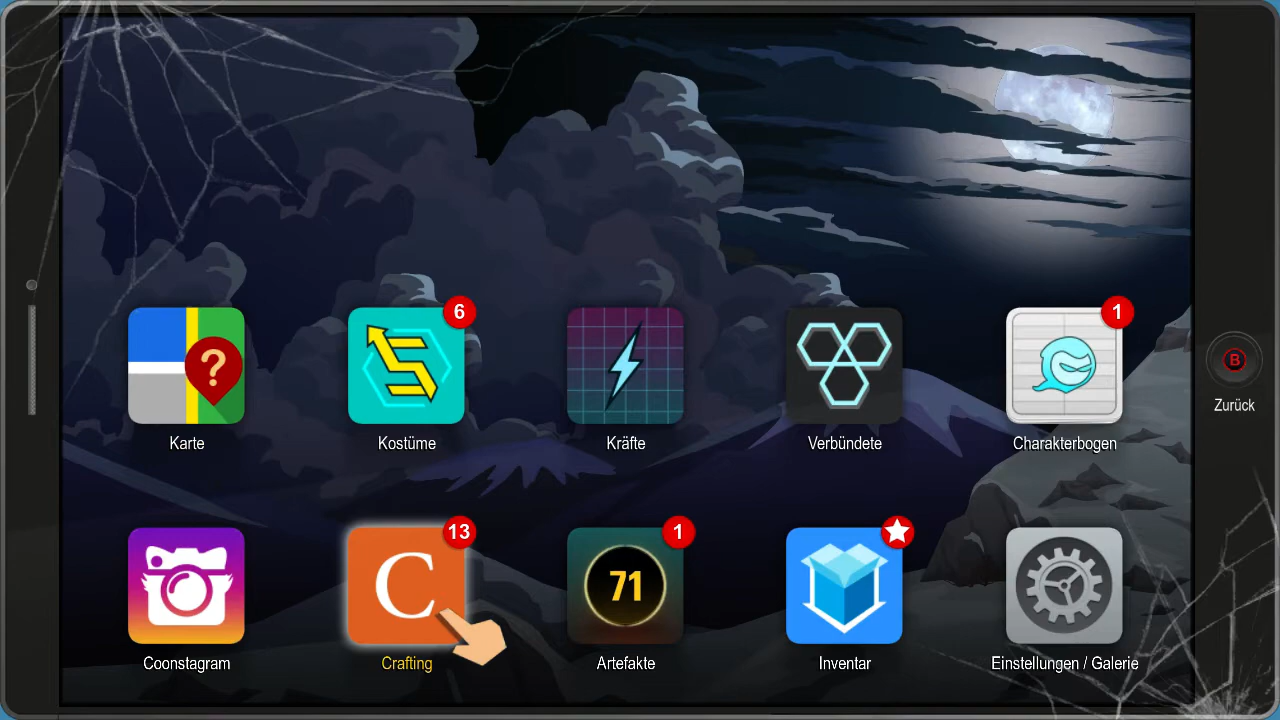 6
1
?
Karte
Kostüme
Kräfte
Verbündete
Charakterbogen
B
Zurück
13
1
C
71
Coonstagram
Crafting
Artefakte
Inventar
Einstellungen / Galerie